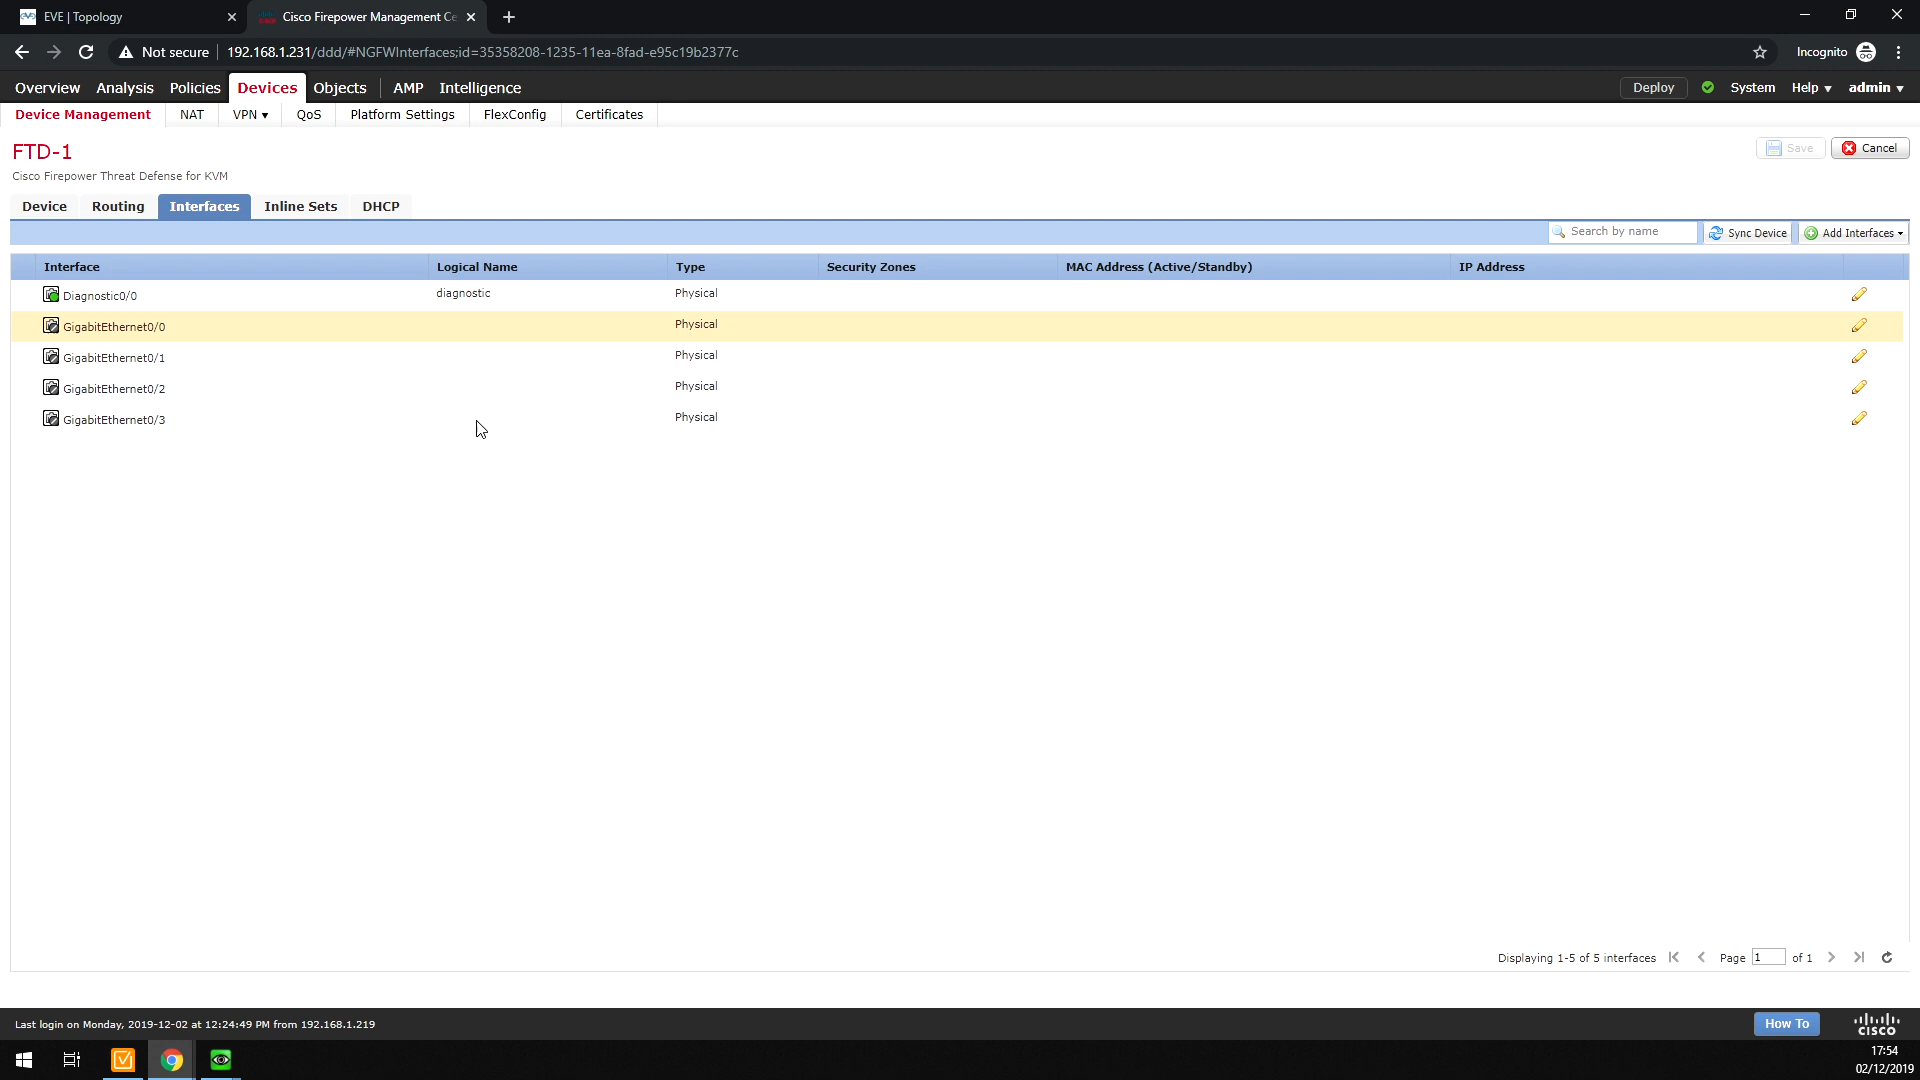 EVE | Topology
Cisco Firepower Management Ce
Not secure
192.168.1.231/ddd/#NGFWInterfaces;id=35358208-1235-11ea-8fad-e95c19b2377c
Incognito
Overview Analysis Policies Devices Objects AMP Intelligence
Deploy System Help admin
Device Management NAT VPN QoS Platform Settings FlexConfig Certificates
FTD-1
Save Cancel
Cisco Firepower Threat Defense for KVM
Device Routing Interfaces Inline Sets DHCP
Search by name Sync Device Add Interfaces
Interface Logical Name Type Security Zones MAC Address (Active/Standby) IP Address
Diagnostic0/0 diagnostic Physical
GigabitEthernet0/0 Physical
GigabitEthernet0/1 Physical
GigabitEthernet0/2 Physical
GigabitEthernet0/3 Physical
Displaying 1-5 of 5 interfaces Page 1 of 1
Last login on Monday, 2019-12-02 at 12:24:49 PM from 192.168.1.219
How To
cisco
17:54
02/12/2019